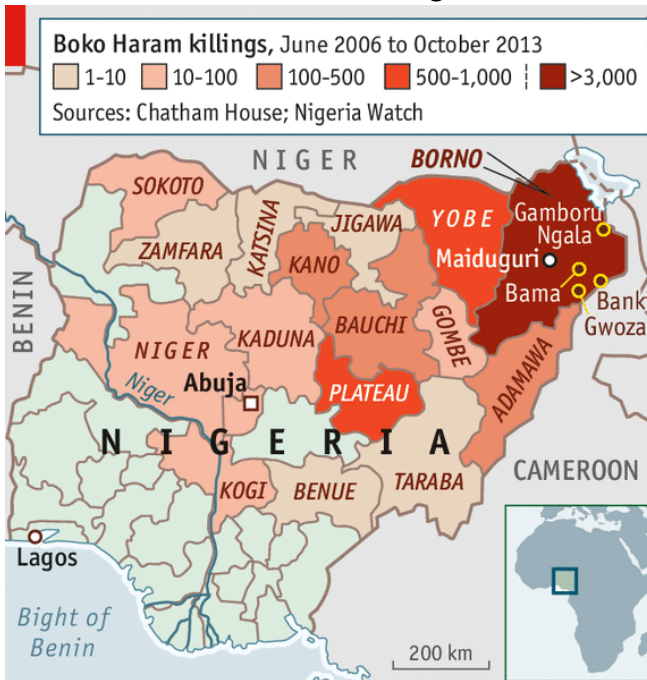 Boko Haram killings, June 2006 to October 2013
1-10 10-100 100-500 500-1,000 >3,000
Sources: Chatham House; Nigeria Watch
NIGER
BORNO
SOKOTO
KATSINA
JIGAWA
YOBE
Gamboru
Ngala
ZAMFARA
KANO
Maiduguri
Bama
Banky
Gwoza
BENIN
NIGER
KADUNA
BAUCHI
GOMBE
ADAMAWA
Niger
Abuja
PLATEAU
NIGERIA
CAMEROON
KOGI
BENUE
TARABA
Lagos
Bight of
Benin
200 km